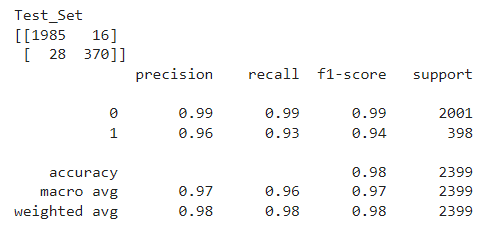 Test_Set
[[1985   16]
 [  28  370]]
              precision    recall  f1-score   support

           0       0.99      0.99      0.99      2001
           1       0.96      0.93      0.94       398

    accuracy                           0.98      2399
   macro avg       0.97      0.96      0.97      2399
weighted avg       0.98      0.98      0.98      2399